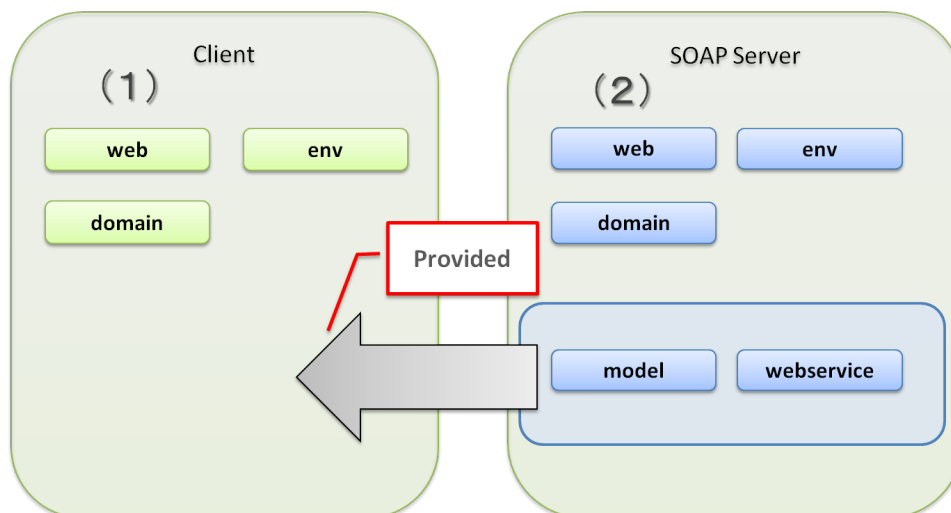 Client
(1)
web
env
domain
SOAP Server
(2)
web
env
domain
Provided
model
webservice